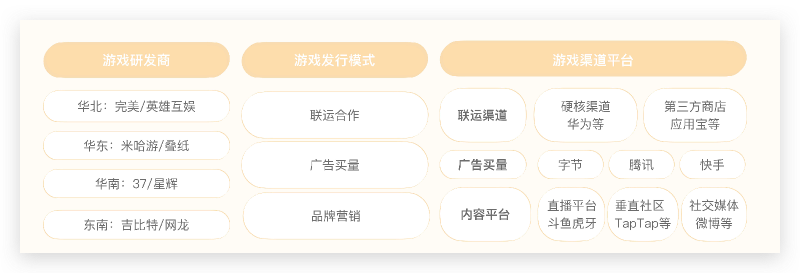 游戏研发商
华北：完美/英雄互娱
华东：米哈游/叠纸
华南：37/星辉
东南：吉比特/网龙
游戏发行模式
联运合作
广告买量
品牌营销
游戏渠道平台
联运渠道
硬核渠道
华为等
第三方商店
应用宝等
广告买量
字节
腾讯
快手
内容平台
直播平台
斗鱼虎牙
垂直社区
TapTap等
社交媒体
微博等